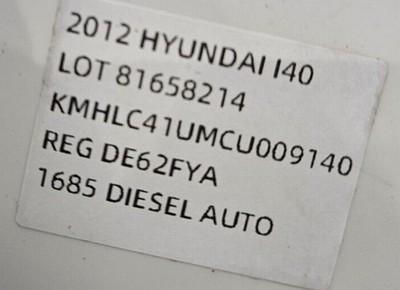 2012 HYUNDAI I40
LOT 81658214
KMHLC41UMCU009140
REG DE62FYA
1685 DIESEL AUTO